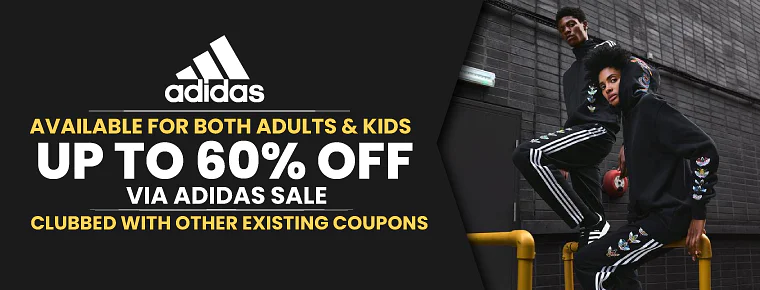 adidas
AVAILABLE FOR BOTH ADULTS & KIDS
UP TO 60% OFF
VIA ADIDAS SALE
CLUBBED WITH OTHER EXISTING COUPONS